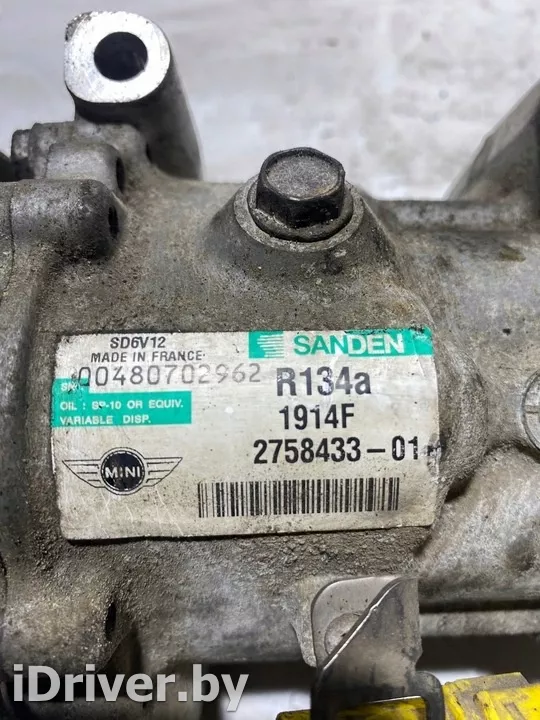 SD6V12
MADE IN FRANCE
SANDEN
00480702962
R134a
OIL : SP-10 OR EQUIV.
VARIABLE DISP.
1914F
2758433-01
MINI
iDriver.by